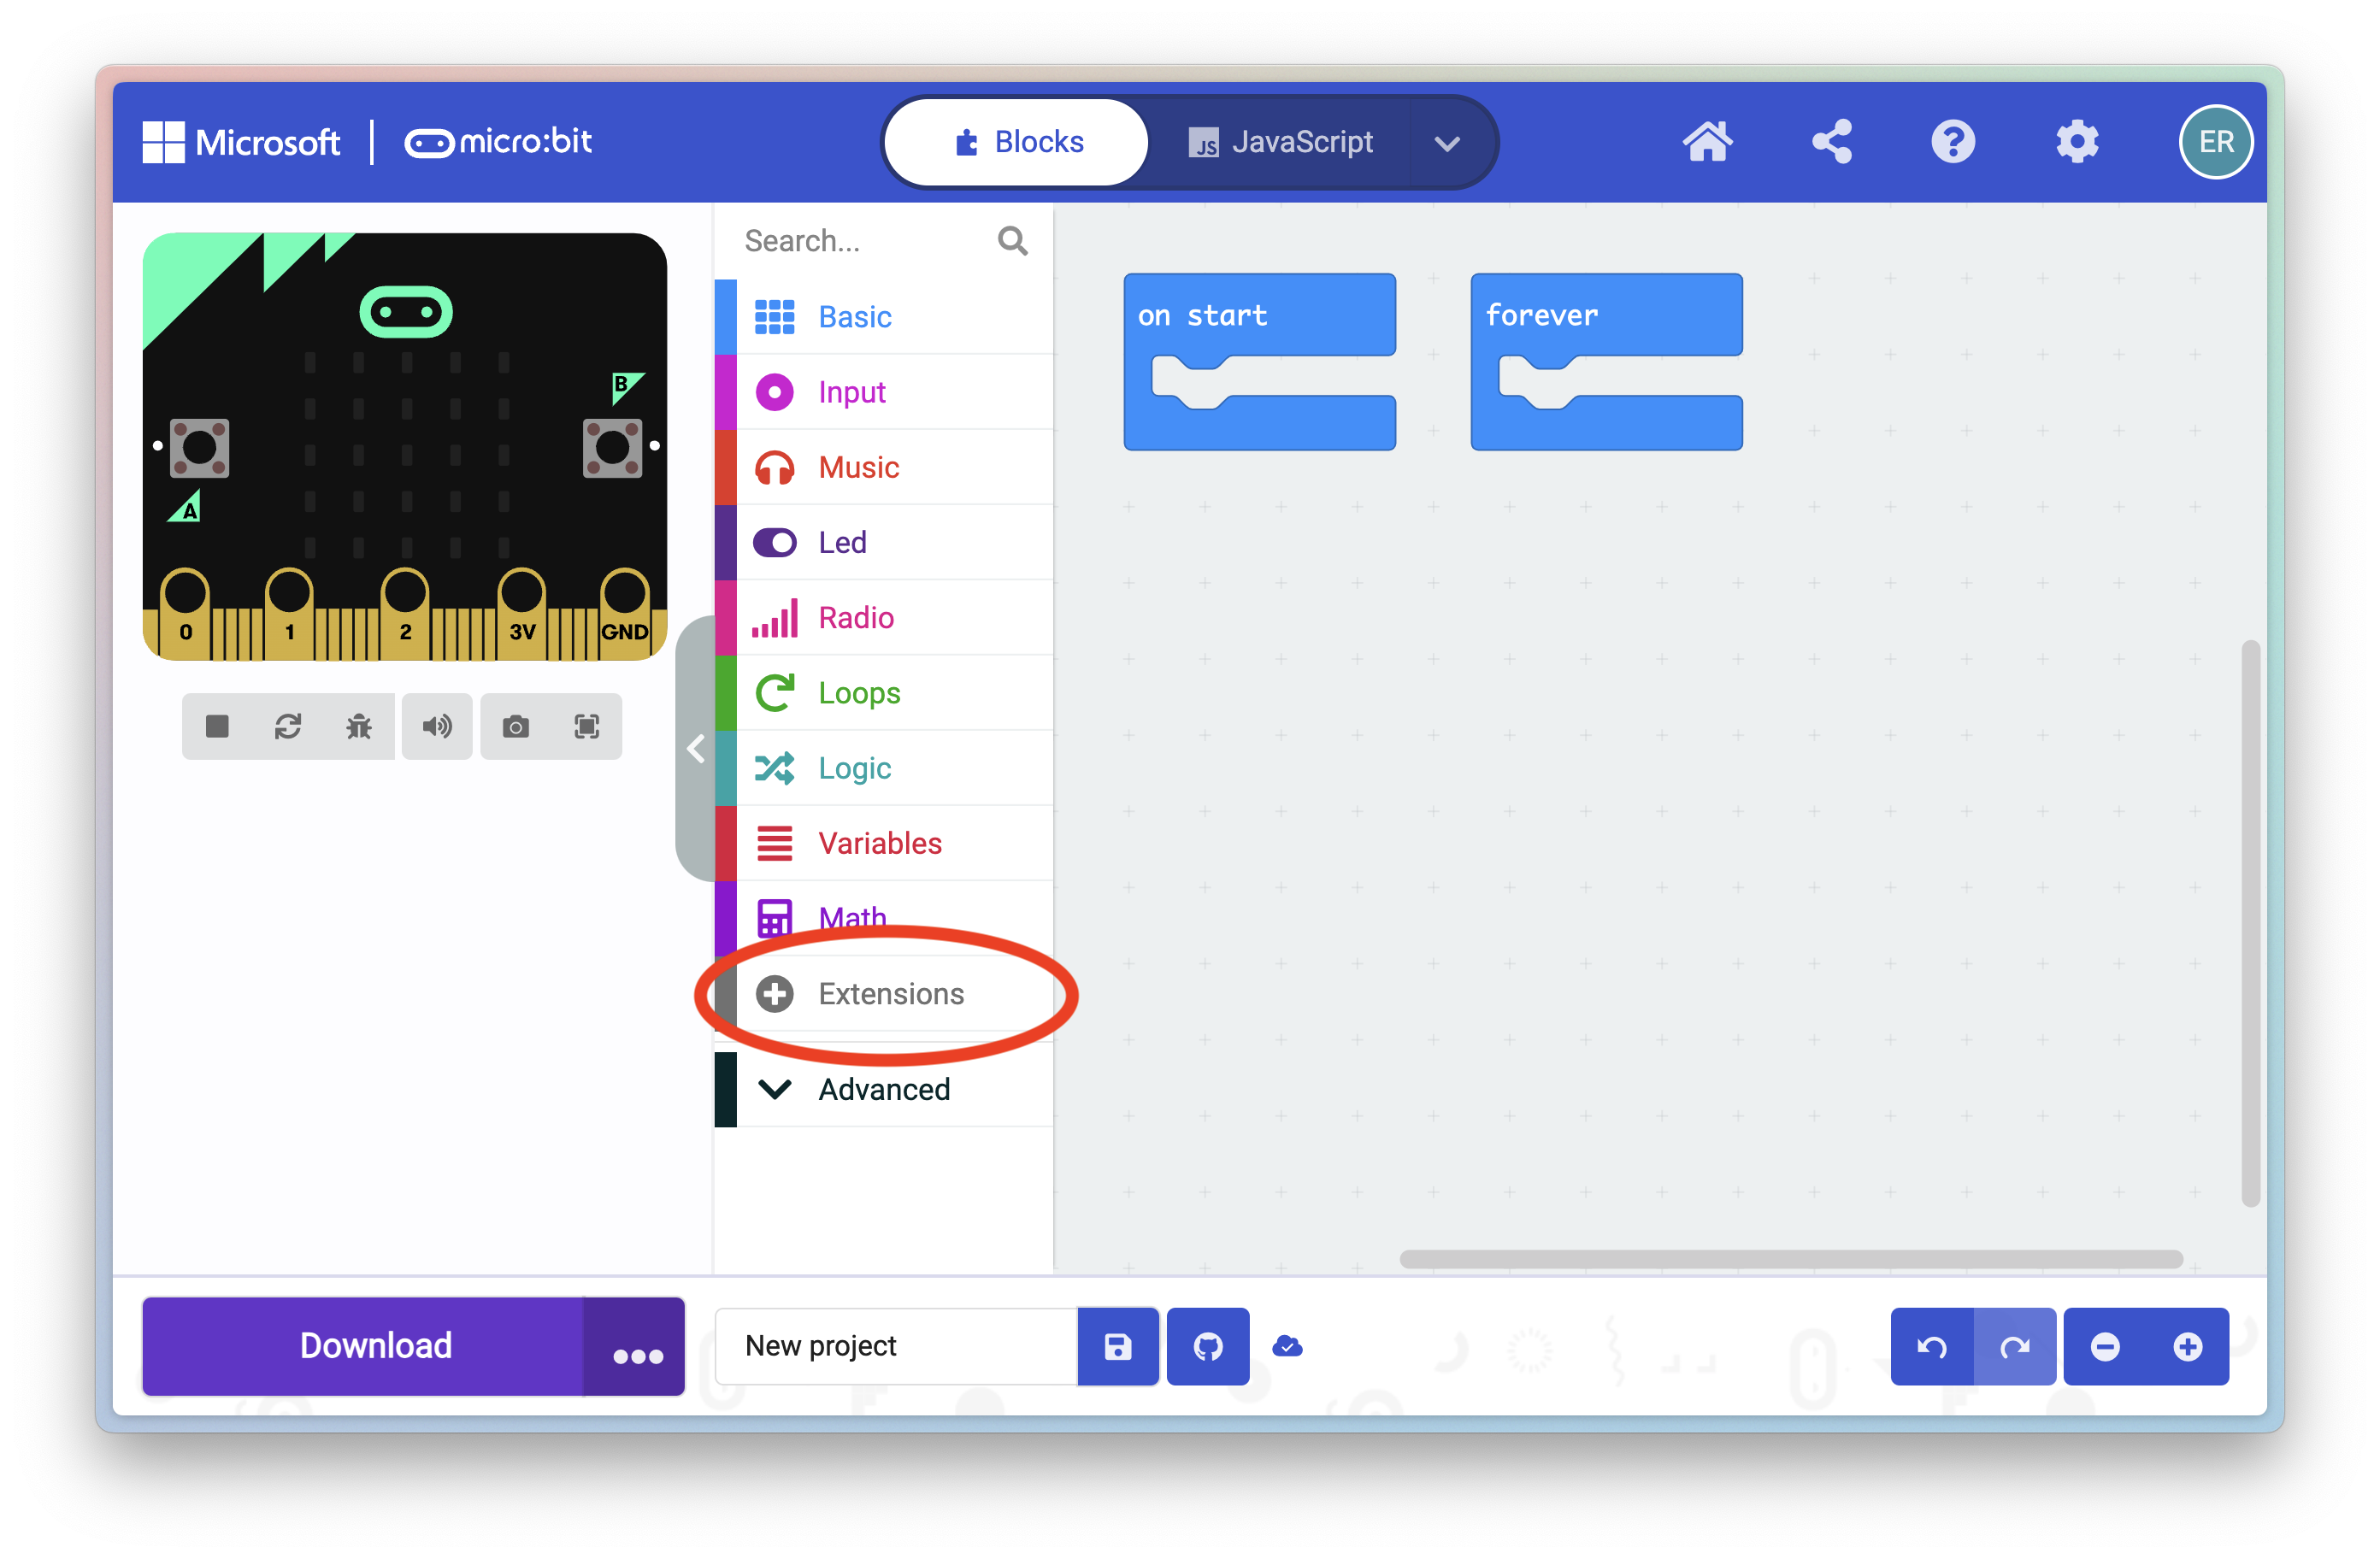 Microsoft | micro:bit
Blocks
JS JavaScript
ER
Search...
Basic
Input
Music
Led
Radio
Loops
Logic
Variables
Math
Extensions
Advanced
on start
forever
B
A
0 1 2 3V GND
Download
New project